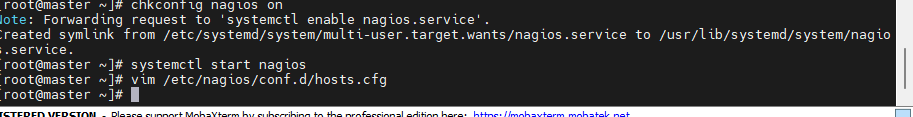 [root@master ~]# chkconfig nagios on
Note: Forwarding request to 'systemctl enable nagios.service'.
Created symlink from /etc/systemd/system/multi-user.target.wants/nagios.service to /usr/lib/systemd/system/nagio
s.service.
[root@master ~]# systemctl start nagios
[root@master ~]# vim /etc/nagios/conf.d/hosts.cfg
[root@master ~]#
ISTERED VERSION - Please support MobaXterm by subscribing to the professional edition here: https://mobaxterm.mobatek.net